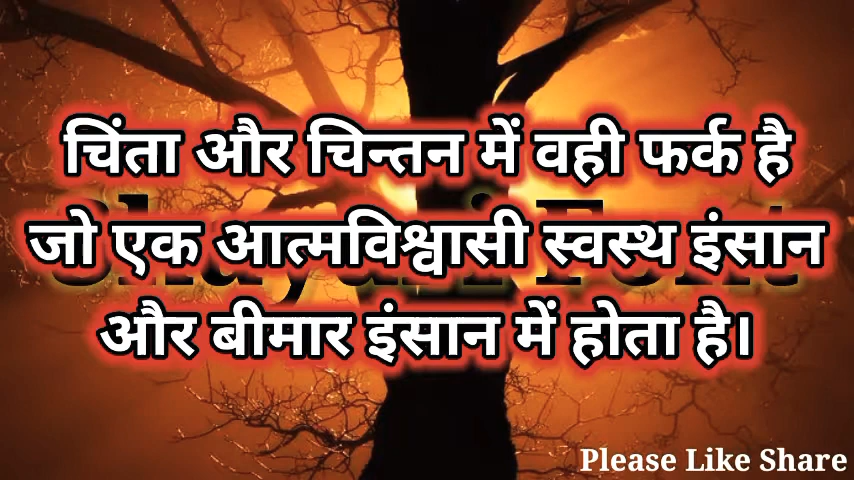 चिंता और चिन्तन में वही फर्क है
जो एक आत्मविश्वासी स्वस्थ इंसान
और बीमार इंसान में होता है।
Please Like Share